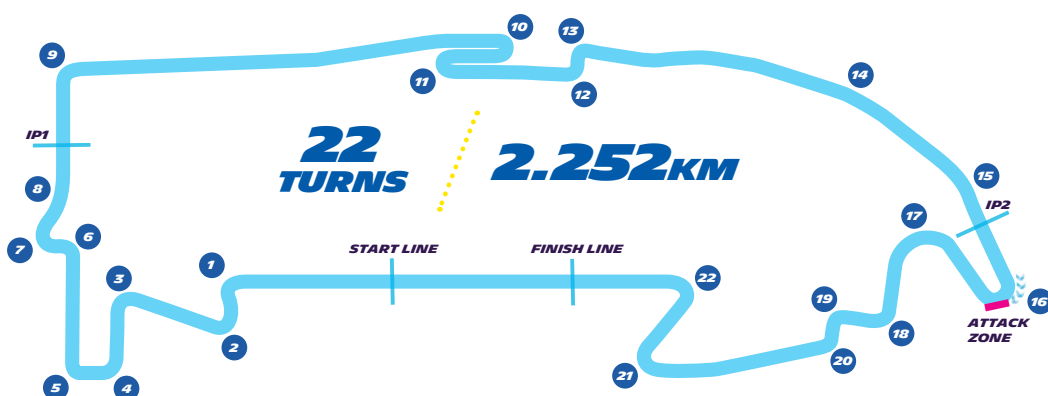 10
13
9
11
12
14
IP1
22
TURNS
2.252KM
8
15
IP2
17
6
7
START LINE
FINISH LINE
1
3
22
19
16
ATTACK
ZONE
18
2
20
21
5
4